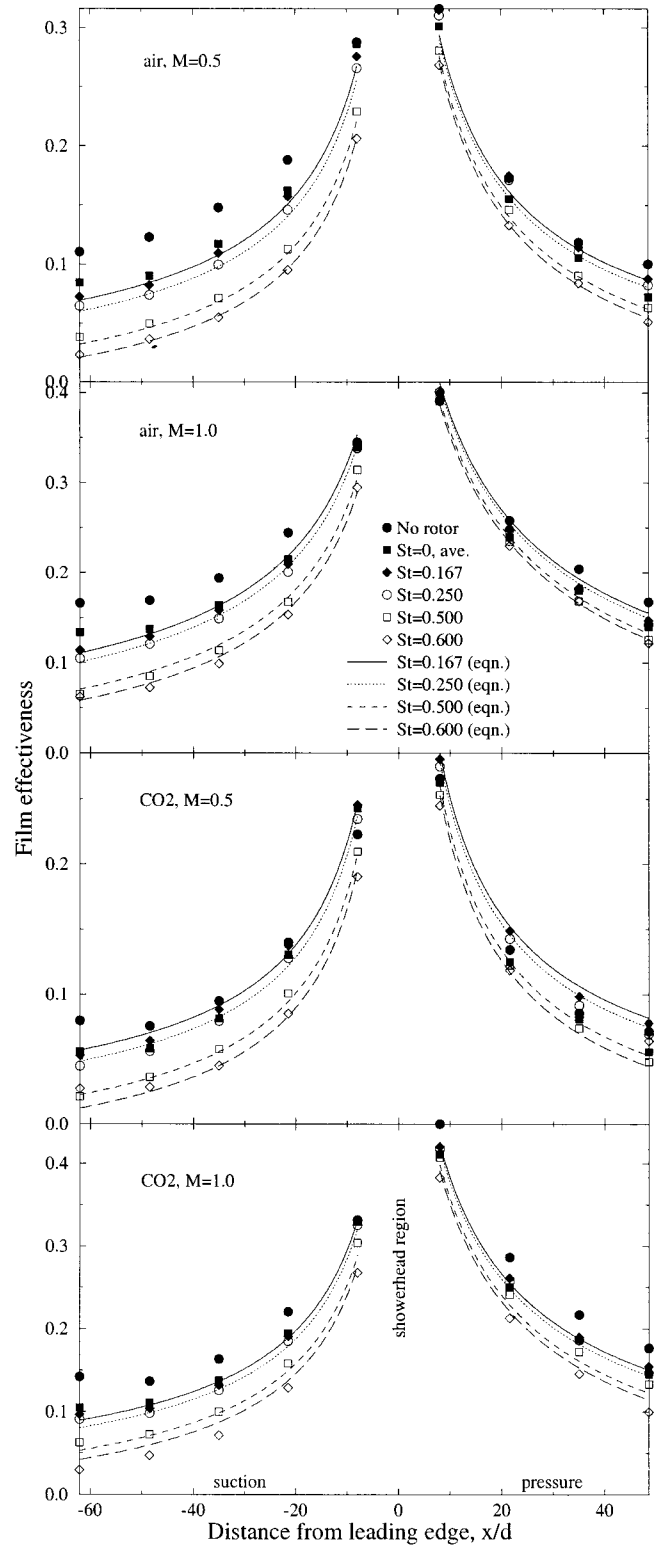 0.3
air, M=0.5
0.2
0.1
0.0
0.4
air, M=1.0
0.3
No rotor
St=0, ave.
0.2
St=0.167
St=0.250
St=0.500
St=0.600
0.1
St=0.167 (eqn.)
St=0.250 (eqn.)
St=0.500 (eqn.)
St=0.600 (eqn.)
0.0
CO2, M=0.5
Film effectiveness
0.2
0.1
0.0
CO2, M=1.0
0.4
0.3
showerhead region
0.2
0.1
suction
pressure
0.0
-60
-40
-20
0
20
40
Distance from leading edge, x/d